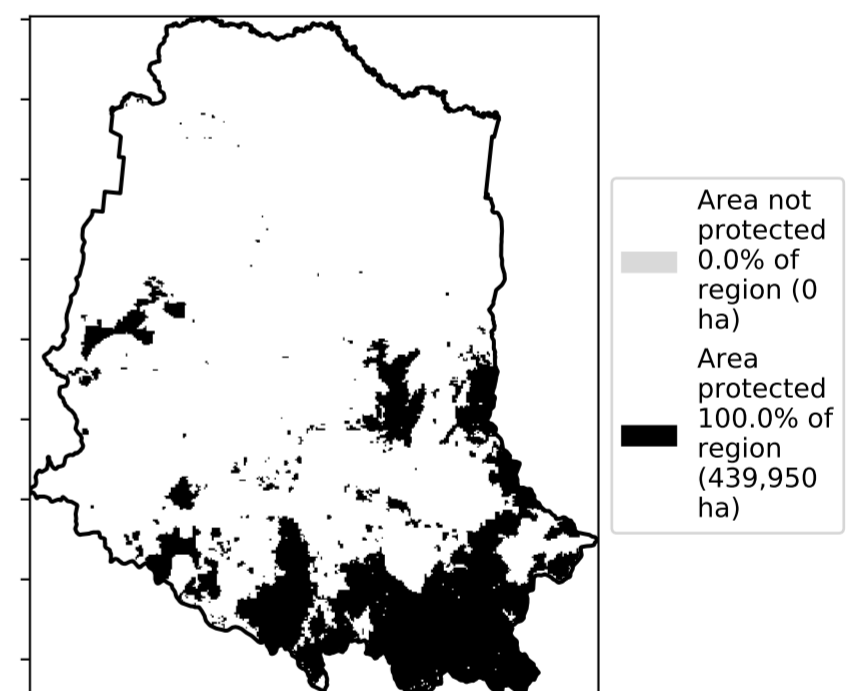 Area not
protected
0.0% of
region (0
ha)
Area
protected
100.0% of
region
(439,950
ha)